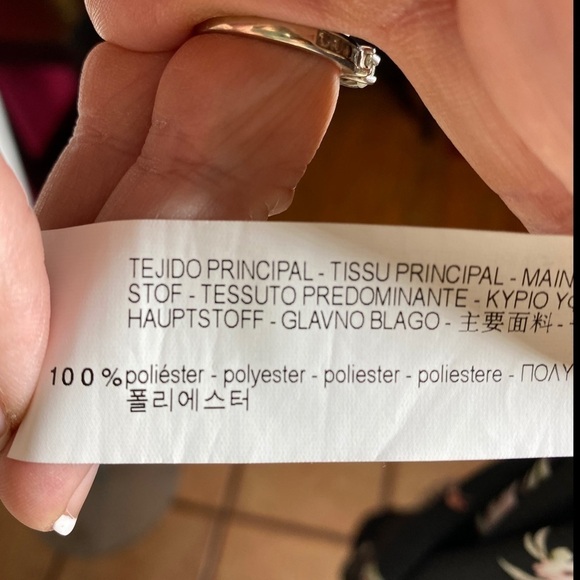 TEJIDO PRINCIPAL - TISSU PRINCIPAL - MAIN
STOF - TESSUTO PREDOMINANTE - ΚΥΡΙΟ
HAUPTSTOFF - GLAVNO BLAGO - 主要面料 -
100%poliéster - polyester - poliester - poliestere - ΠΟΛΥ
폴리에스터